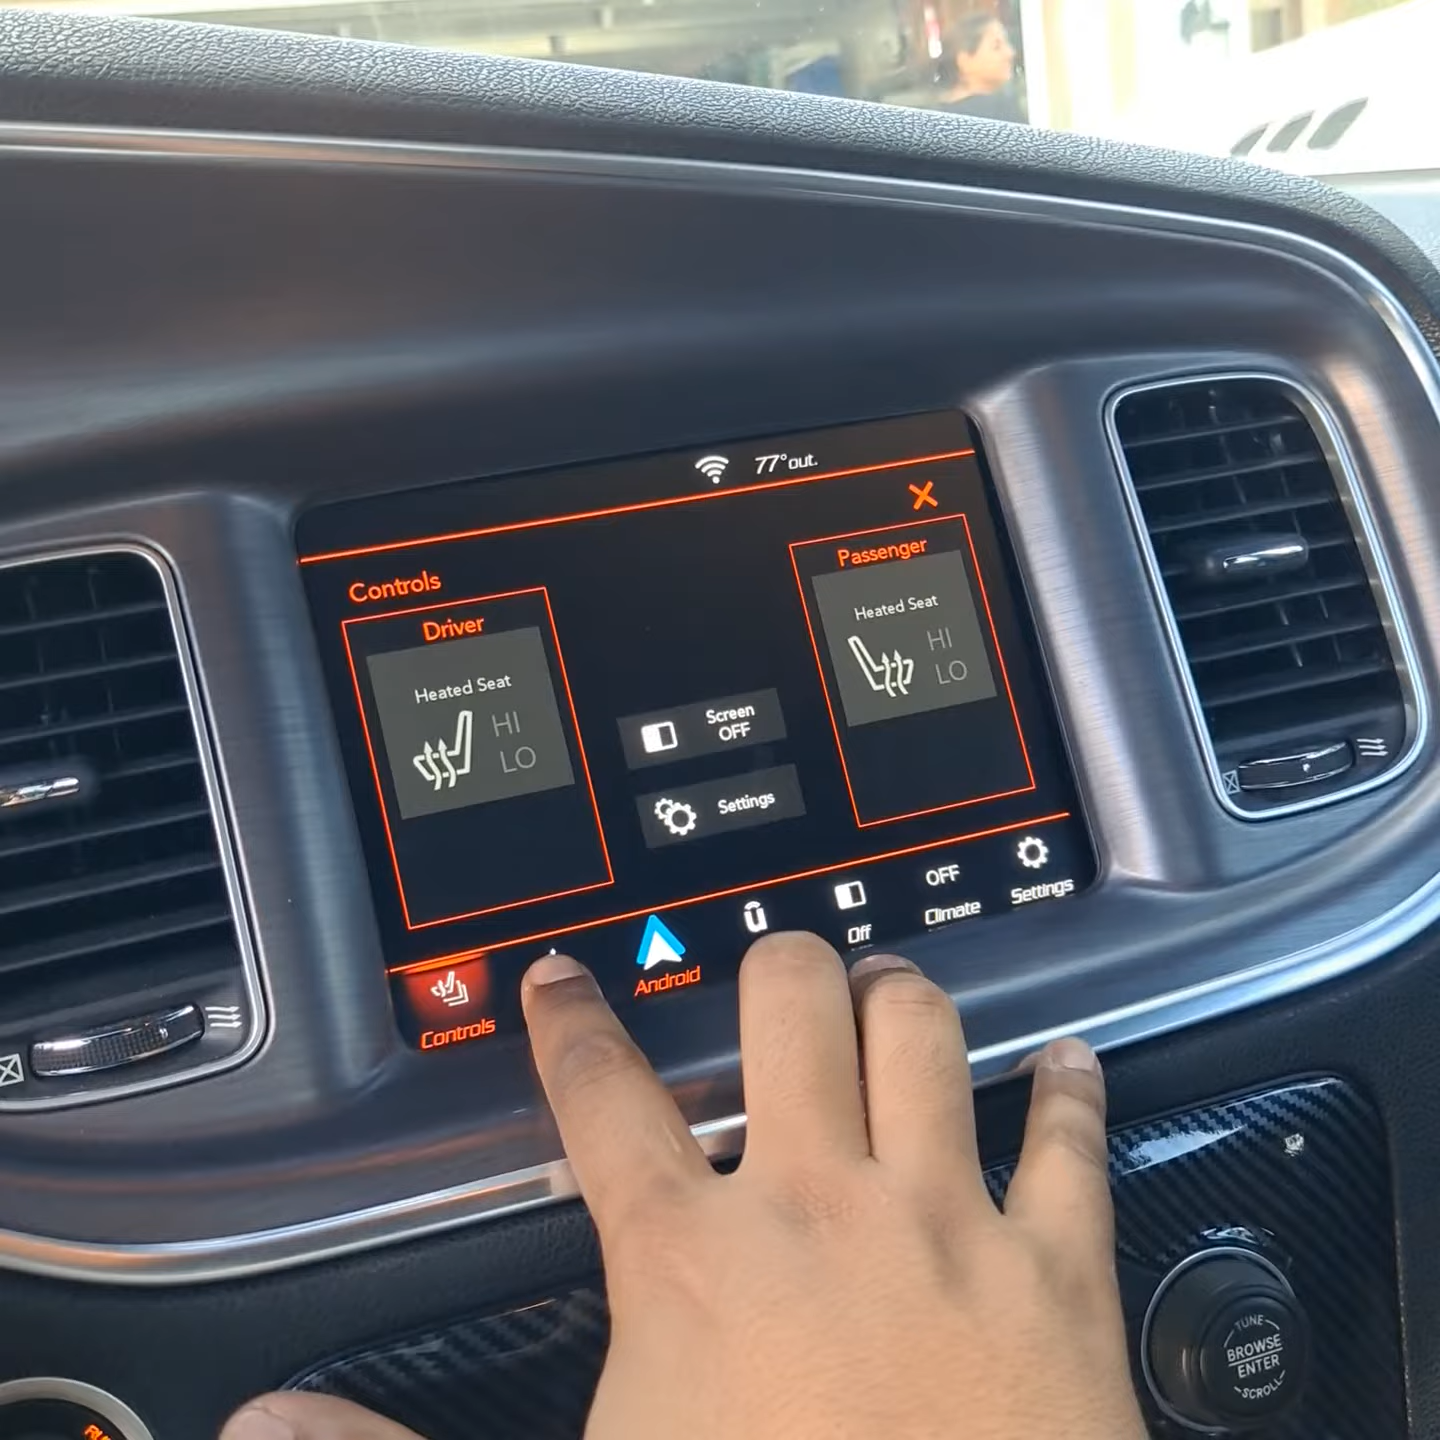 77°out.
Controls
Driver
Heated Seat
HI
LO
Screen
OFF
Settings
Passenger
Heated Seat
HI
LO
Controls
Android
Off
OFF
Climate
Settings
TUNE
BROWSE
ENTER
SCROLL